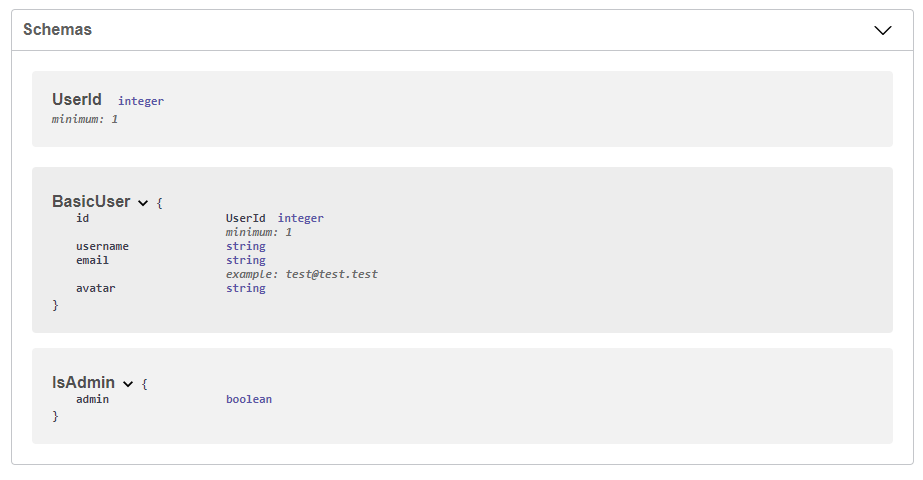 Schemas
UserId integer
minimum: 1
BasicUser {
id UserId integer
minimum: 1
username string
email string
example: test@test.test
avatar string
}
IsAdmin {
admin boolean
}